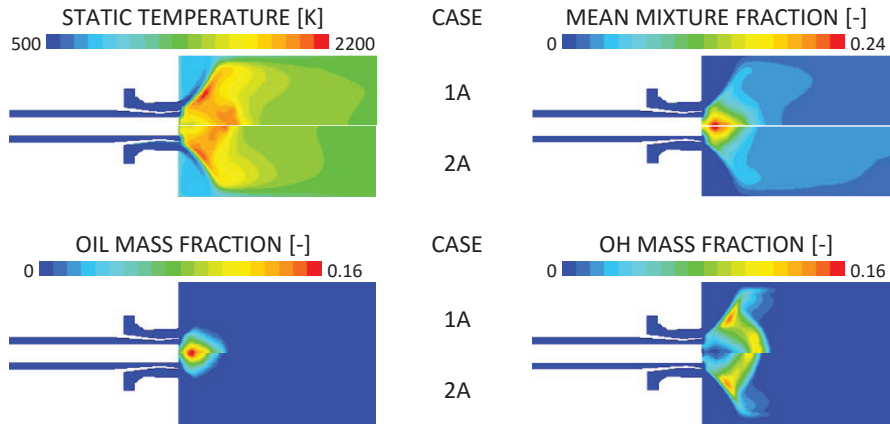 STATIC TEMPERATURE [K]
CASE
MEAN MIXTURE FRACTION [-]
500
2200
0
0.24
1A
2A
OIL MASS FRACTION [-]
CASE
OH MASS FRACTION [-]
0
0.16
0
0.16
1A
2A